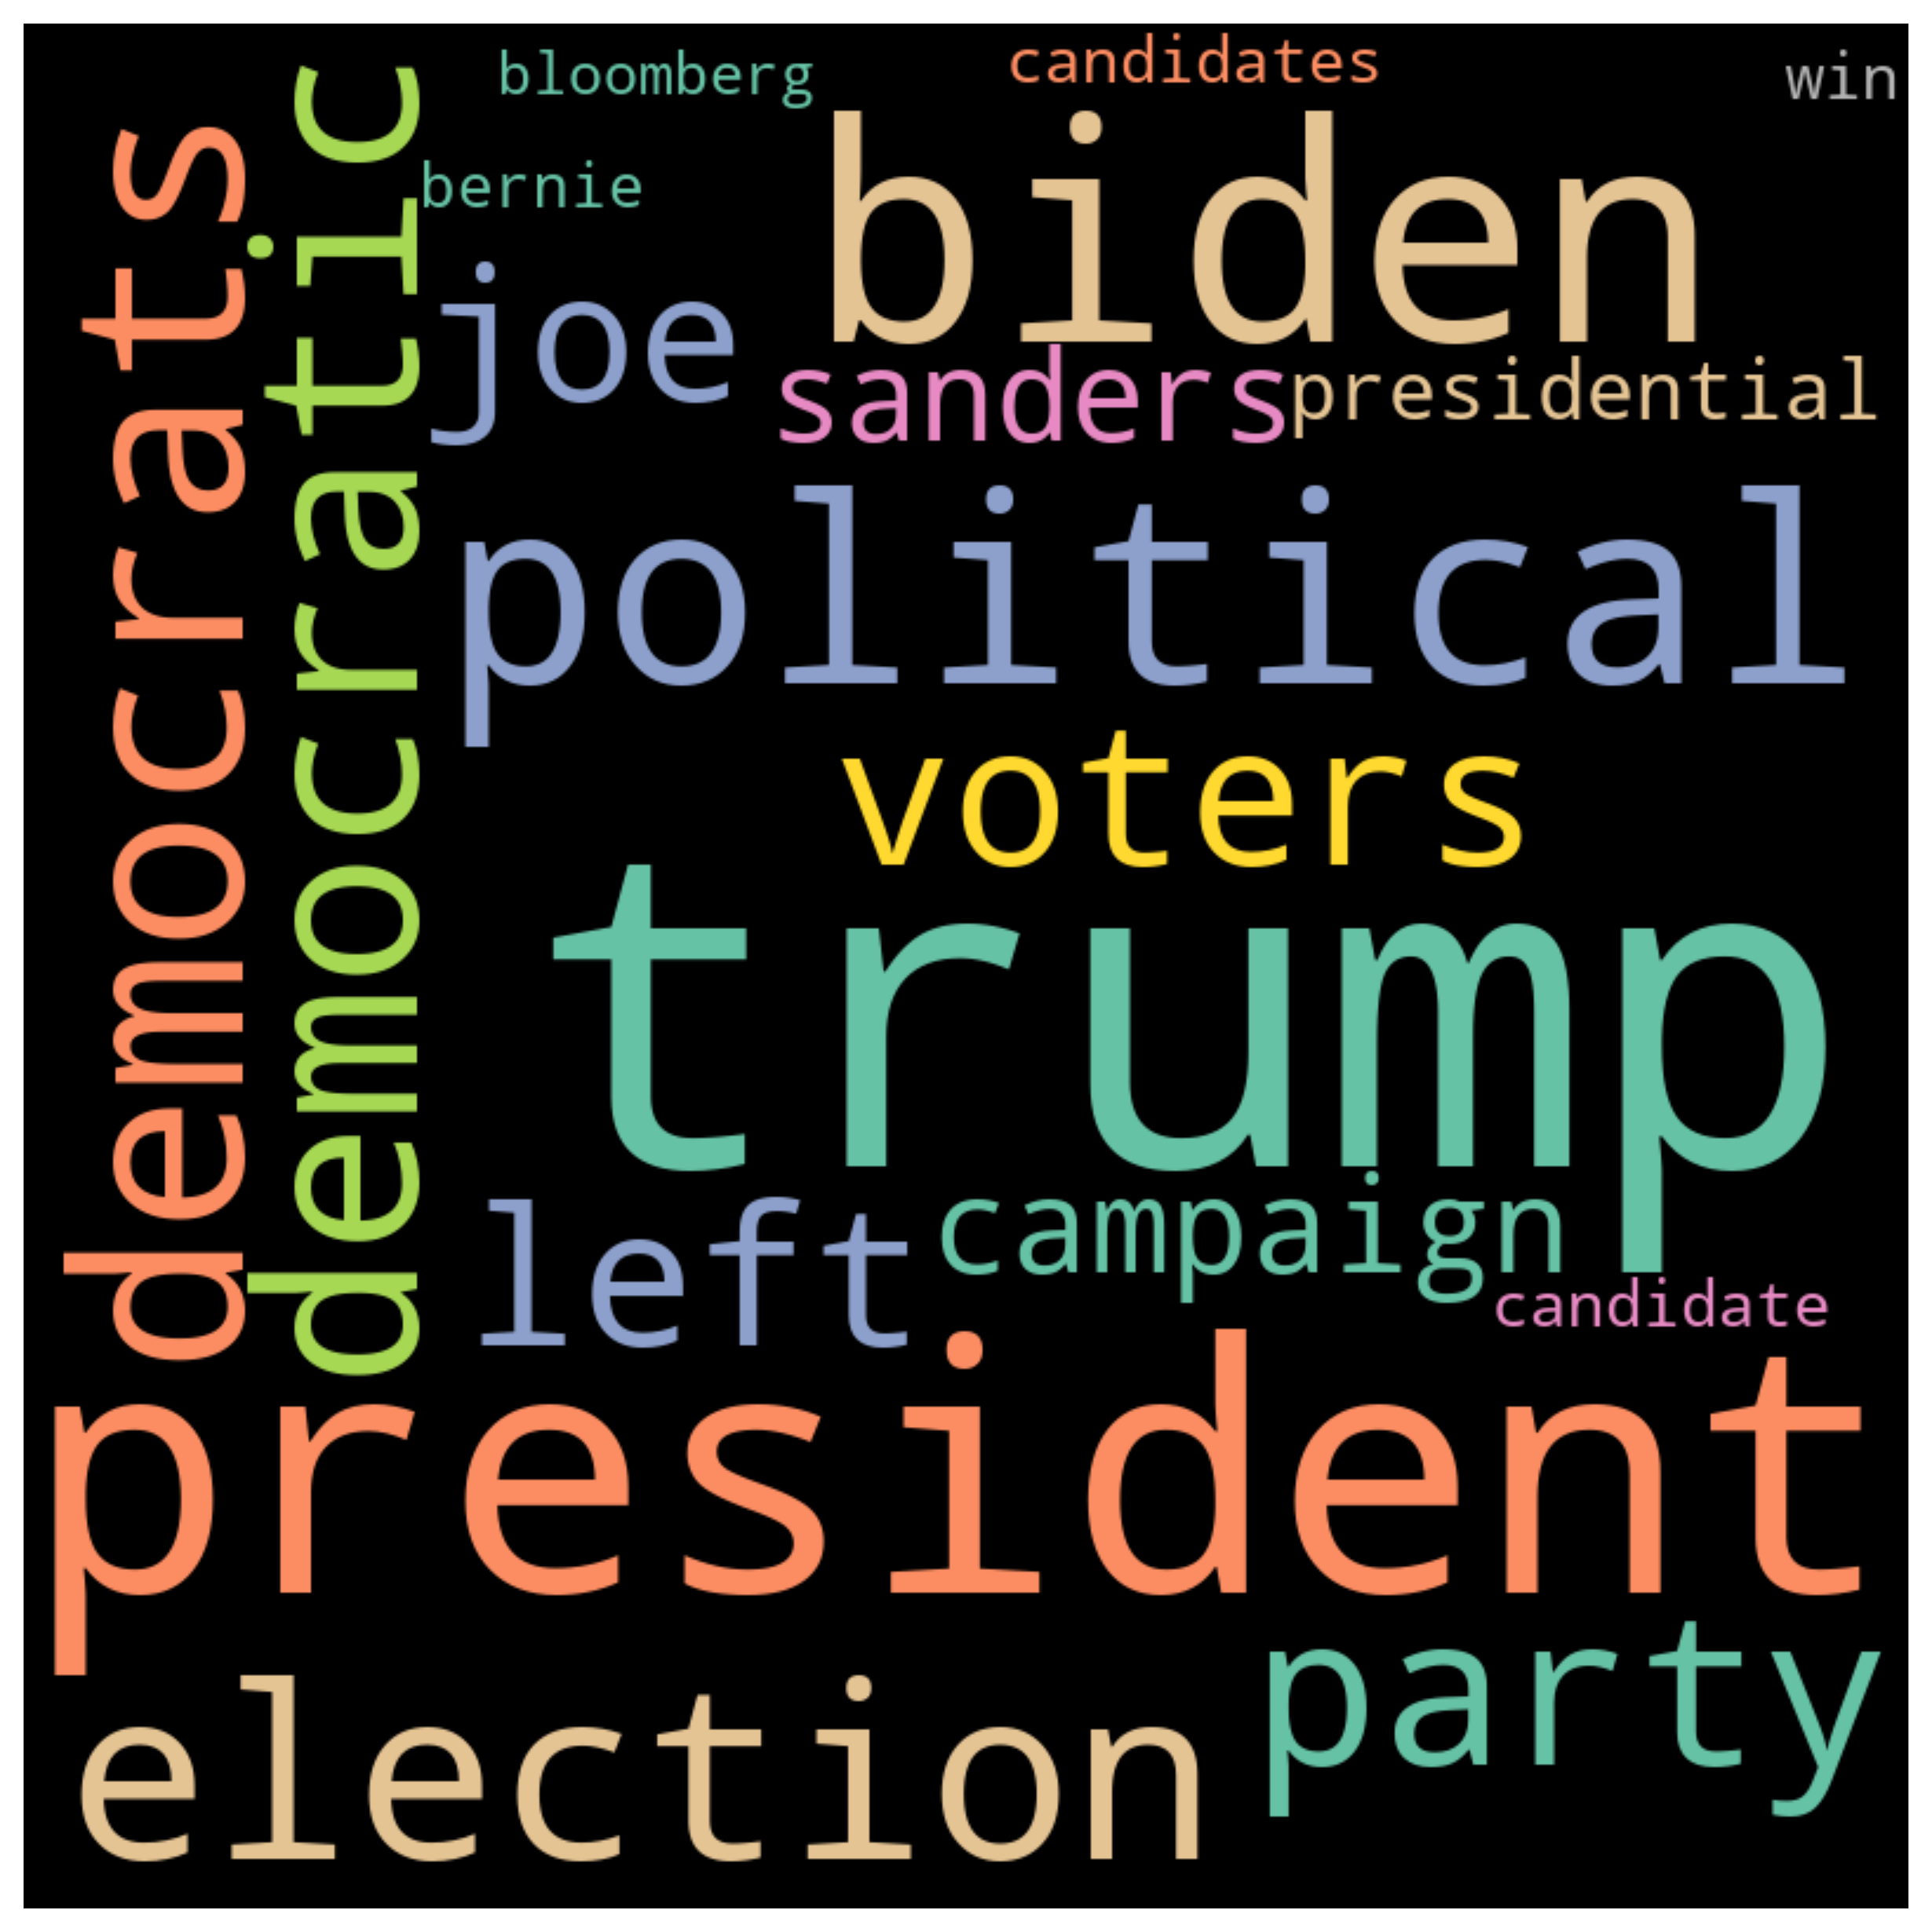 bloomberg
candidates
win
bernie
biden
joe
sanders
presidential
democrats
democratic
political
voters
trump
left
campaign
candidate
president
election
party